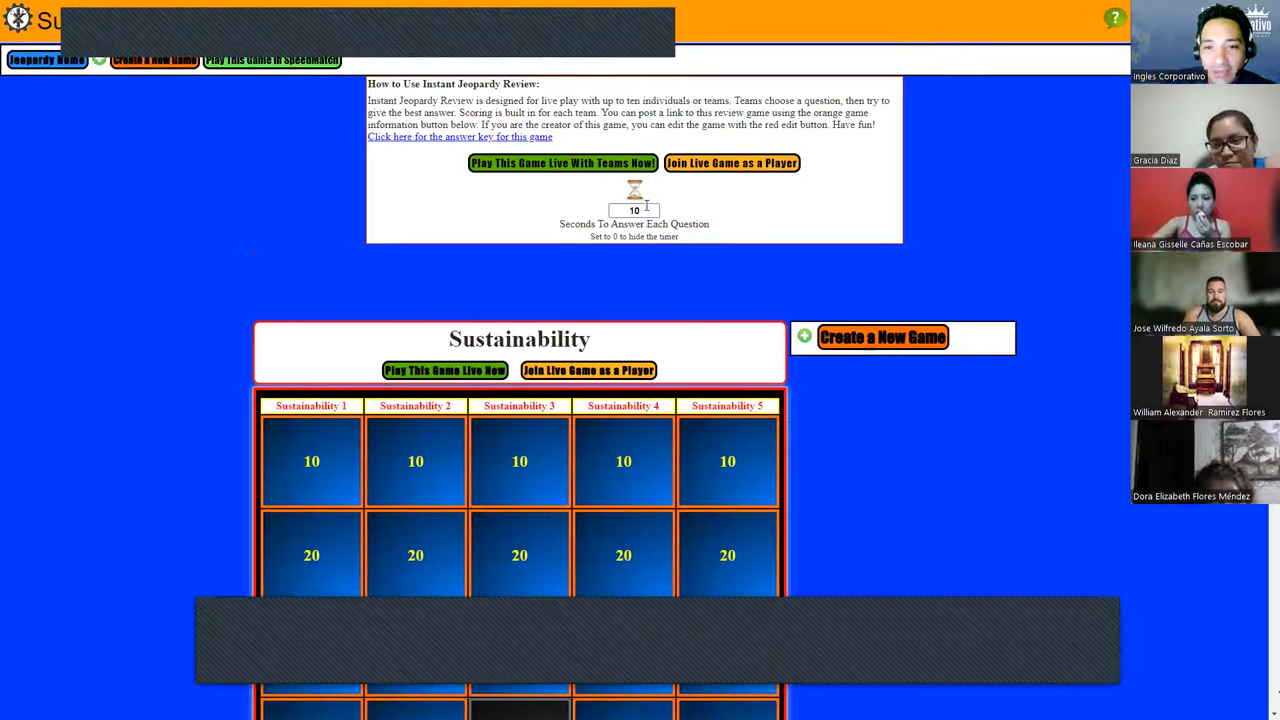 Su
?
Ingles Corporativo
Jeopardy Home
Create a New Game
Play This Game in SpeedMatch
How to Use Instant Jeopardy Review:
Instant Jeopardy Review is designed for live play with up to ten individuals or teams. Teams choose a question, then try to
give the best answer. Scoring is built in for each team. You can post a link to this review game using the orange game
information button below. If you are the creator of this game, you can edit the game with the red edit button. Have fun!
Click here for the answer key for this game
Play This Game Live With Teams Now!
Join Live Game as a Player
10
Seconds To Answer Each Question
Set to 0 to hide the timer
Gracia Díaz
Ileana Gisselle Cañas Escobar
Jose Wilfredo Ayala Sorto
William Alexander Ramirez Flores
Dora Elizabeth Flores Méndez
Sustainability
Play This Game Live Now
Join Live Game as a Player
Create a New Game
Sustainability 1 Sustainability 2 Sustainability 3 Sustainability 4 Sustainability 5
10 10 10 10 10
20 20 20 20 20